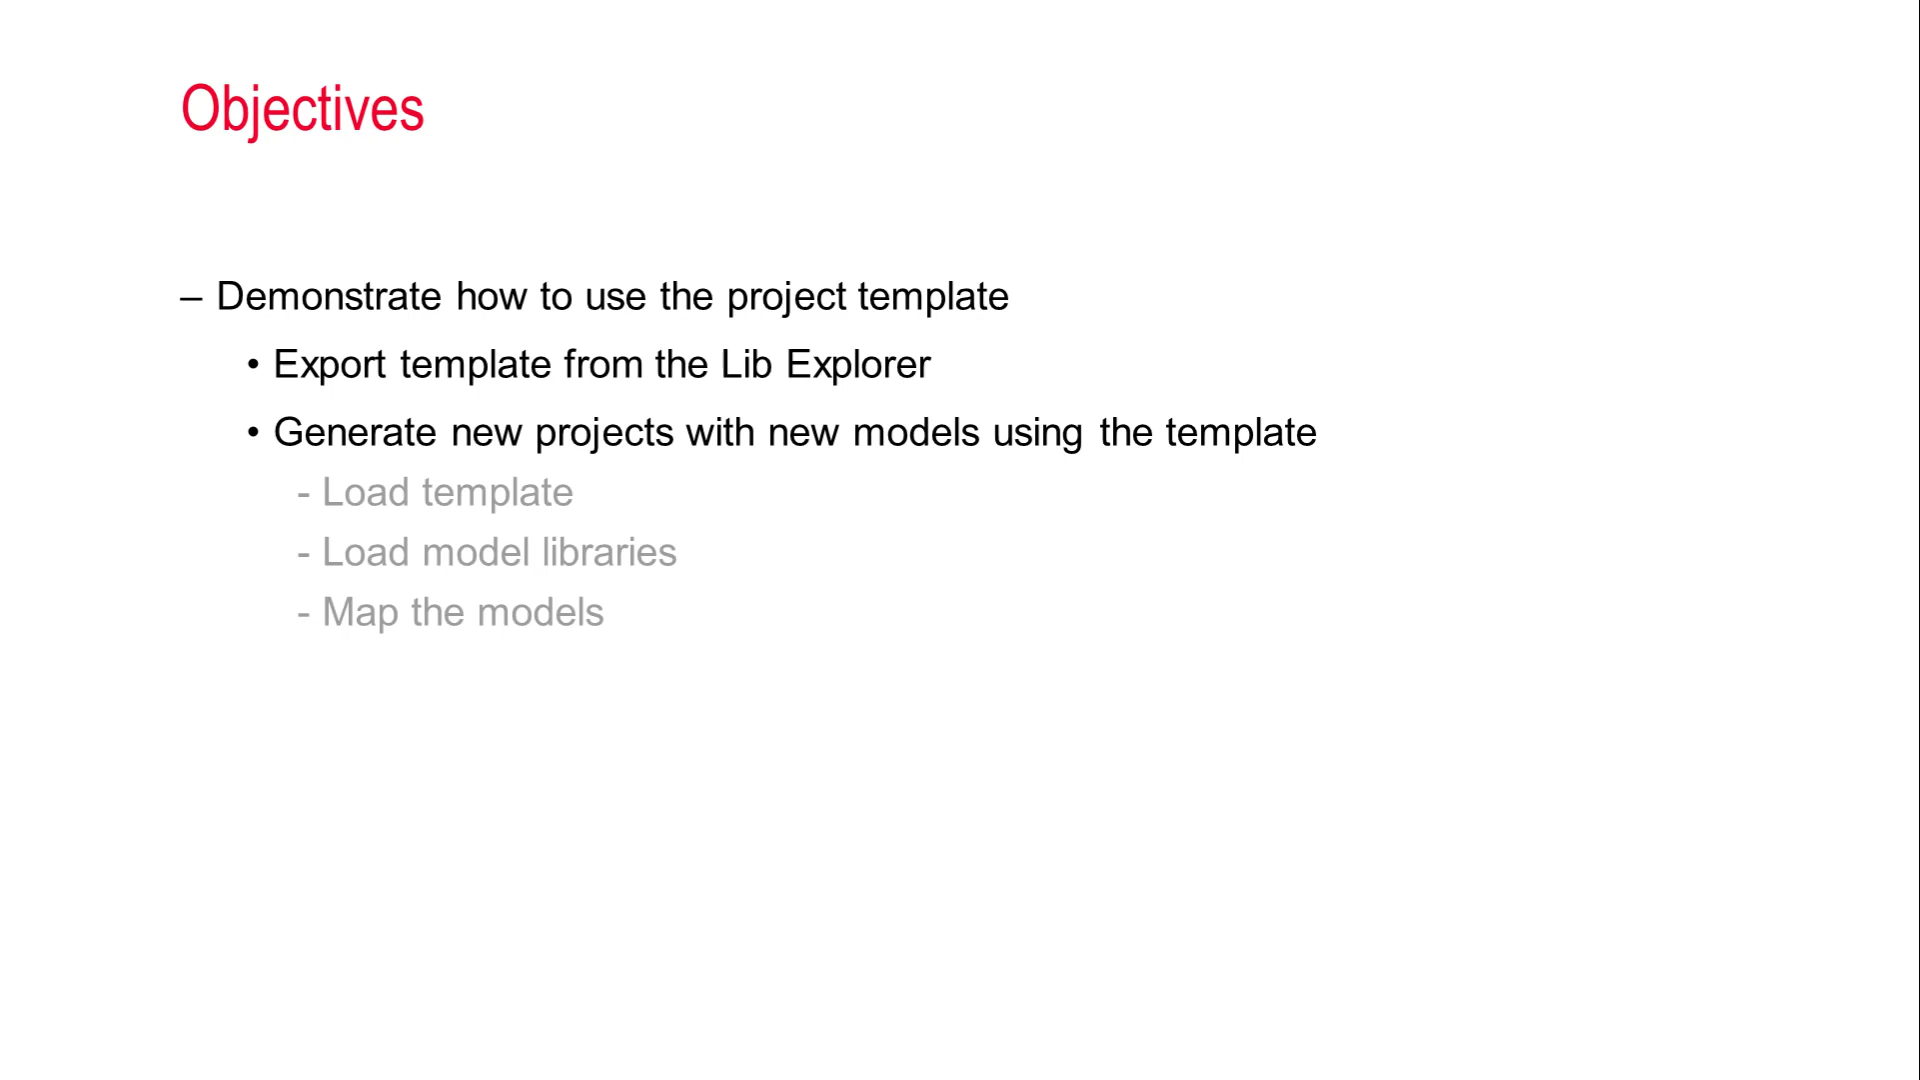 Objectives
– Demonstrate how to use the project template
• Export template from the Lib Explorer
• Generate new projects with new models using the template
- Load template
- Load model libraries
- Map the models